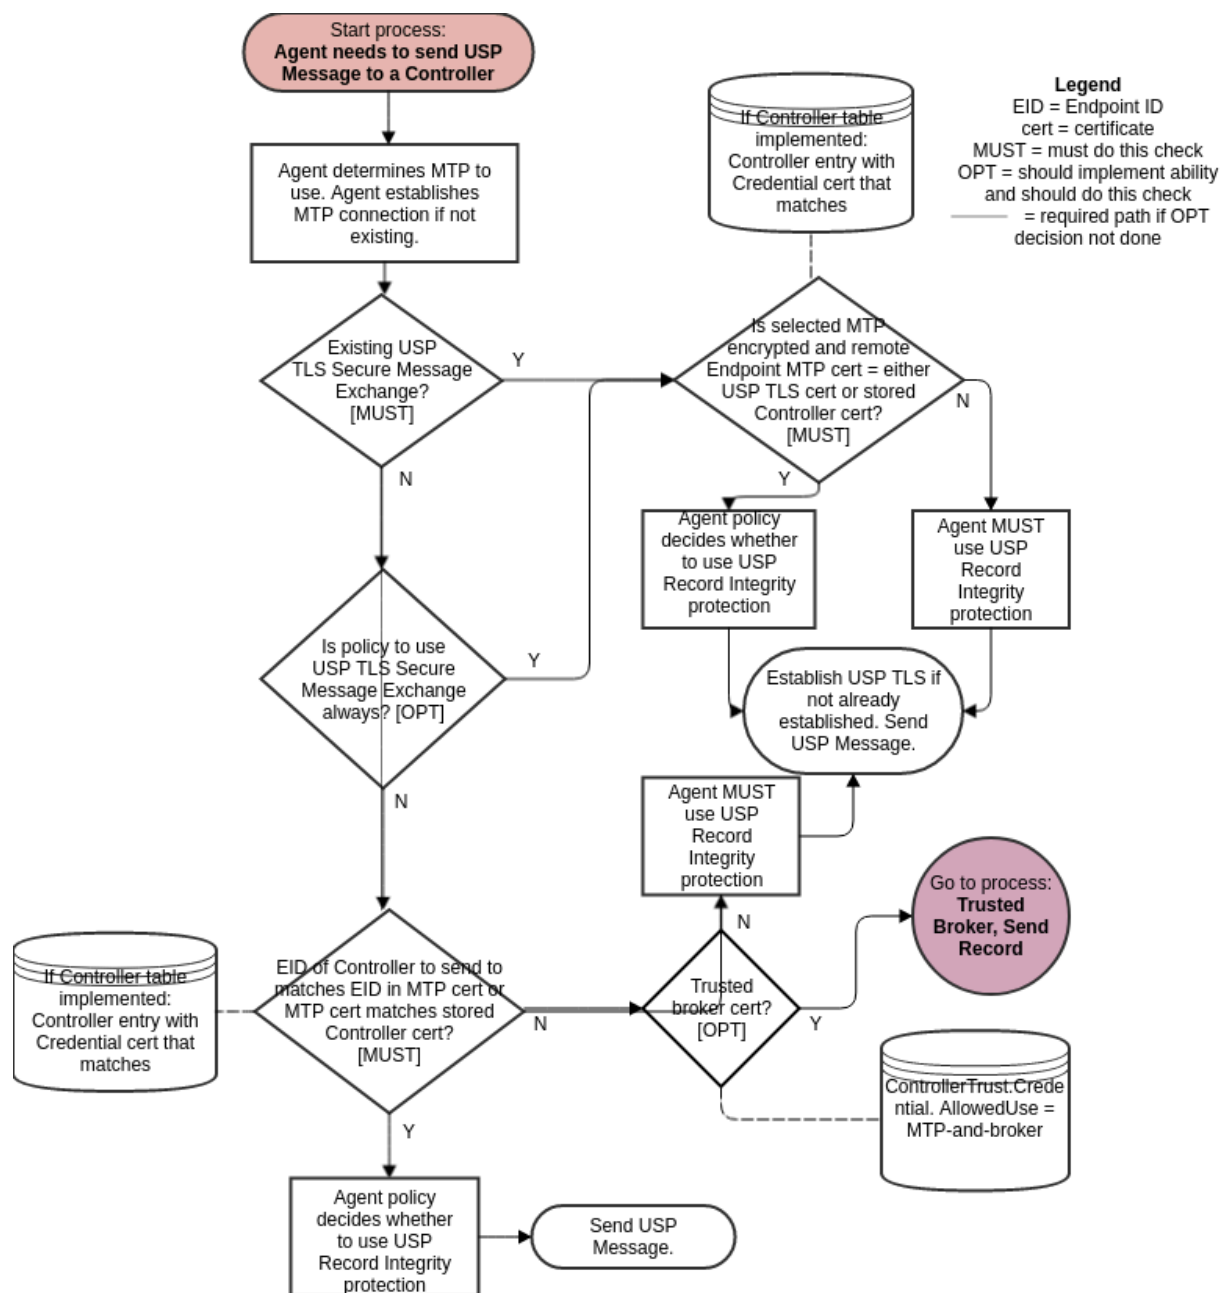 Start process:
Agent needs to send USP
Message to a Controller
Agent determines MTP to
use. Agent establishes
MTP connection if not
existing.
If Controller table
implemented:
Controller entry with
Credential cert that
matches
Legend
EID = Endpoint ID
cert = certificate
MUST = must do this check
OPT = should implement ability
and should do this check
= required path if OPT
decision not done
Existing USP
TLS Secure Message
Exchange?
[MUST]
Y
N
Is selected MTP
encrypted and remote
Endpoint MTP cert = either
USP TLS cert or stored
Controller cert?
[MUST]
N
Y
Agent policy
decides whether
to use USP
Record Integrity
protection
Agent MUST
use USP
Record
Integrity
protection
Is policy to use
USP TLS Secure
Message Exchange
always? [OPT]
Y
N
Establish USP TLS if
not already
established. Send
USP Message.
Agent MUST
use USP
Record
Integrity
protection
Go to process:
Trusted
Broker, Send
Record
If Controller table
implemented:
Controller entry with
Credential cert that
matches
EID of Controller to send to
matches EID in MTP cert or
MTP cert matches stored
Controller cert?
[MUST]
N
Y
N
Trusted
broker cert?
[OPT]
Y
ControllerTrust.Crede
ntial. AllowedUse =
MTP-and-broker
Agent policy
decides whether
to use USP
Record Integrity
protection
Send USP
Message.